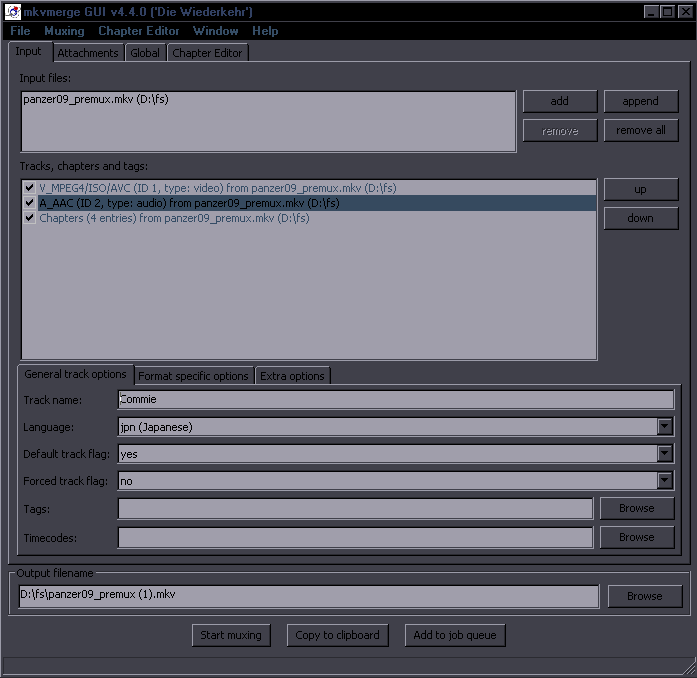 mkvmerge GUI v4.4.0 ('Die Wiederkehr')
File Muxing Chapter Editor Window Help
Input Attachments Global Chapter Editor
Input files:
panzer09_premux.mkv (D:\fs)
add append
remove remove all
Tracks, chapters and tags:
V_MPEG4/ISO/AVC (ID 1, type: video) from panzer09_premux.mkv (D:\fs)
up
A_AAC (ID 2, type: audio) from panzer09_premux.mkv (D:\fs)
Chapters (4 entries) from panzer09_premux.mkv (D:\fs)
down
General track options Format specific options Extra options
Track name: Commie
Language: jpn (Japanese)
Default track flag: yes
Forced track flag: no
Tags: Browse
Timecodes: Browse
Output filename
D:\fs\panzer09_premux (1).mkv Browse
Start muxing Copy to clipboard Add to job queue